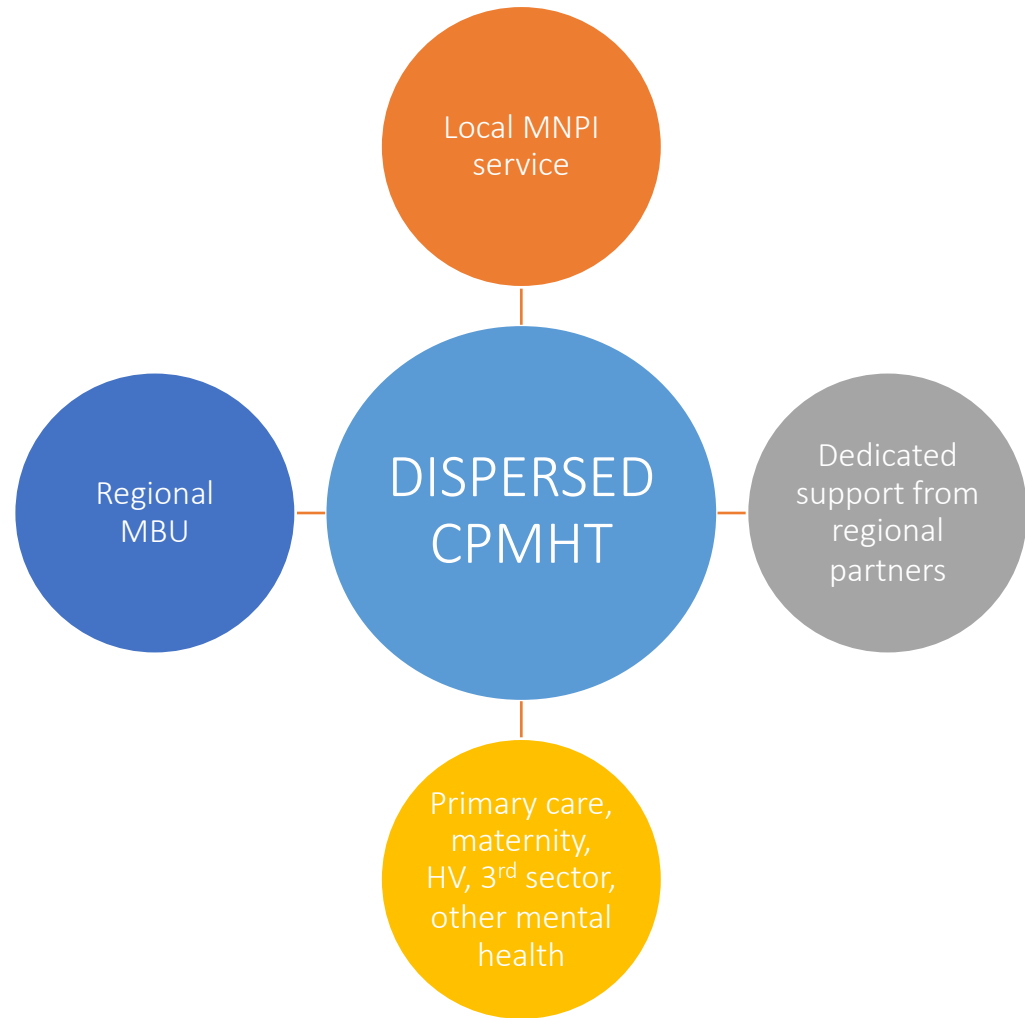 Local MNPI
service
Regional
MBU
DISPERSED
CPMHT
Dedicated
support from
regional
partners
Primary care,
maternity,
HV, 3rd sector,
other mental
health